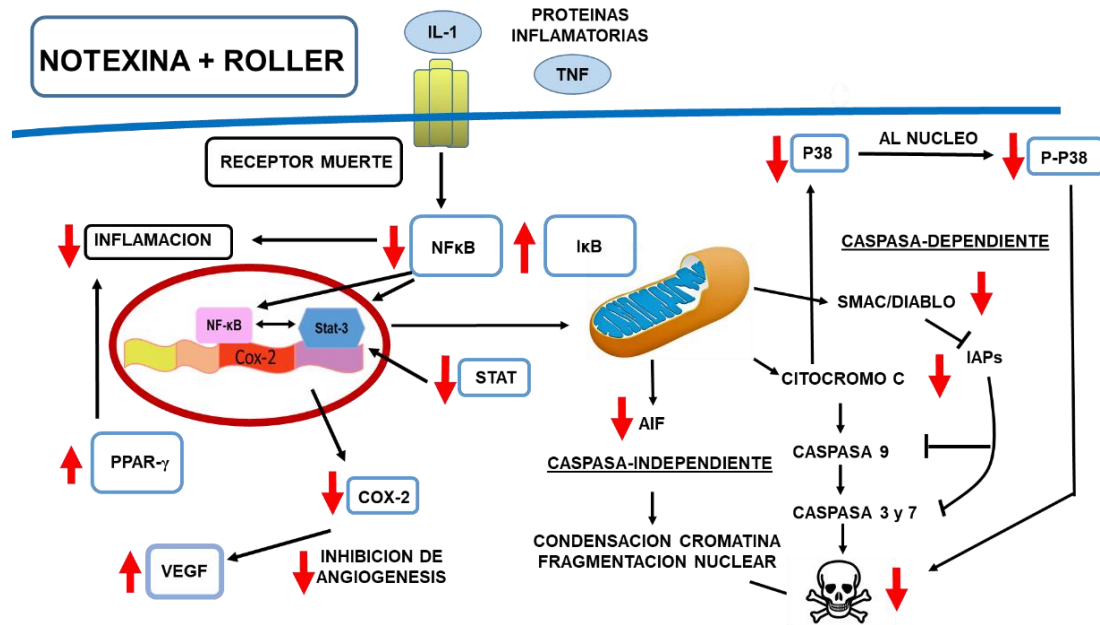 NOTEXINA + ROLLER
IL-1
PROTEINAS
INFLAMATORIAS
TNF
RECEPTOR MUERTE
P38
AL NUCLEO
P-P38
INFLAMACION
NFκB
IκB
CASPASA-DEPENDIENTE
SMAC/DIABLO
NF-κB
Stat-3
Cox-2
IAPs
STAT
CITOCROMO C
AIF
PPAR-γ
CASPASA-INDEPENDIENTE
CASPASA 9
COX-2
CASPASA 3 y 7
CONDENSACION CROMATINA
FRAGMENTACION NUCLEAR
VEGF
INHIBICION DE
ANGIOGENESIS